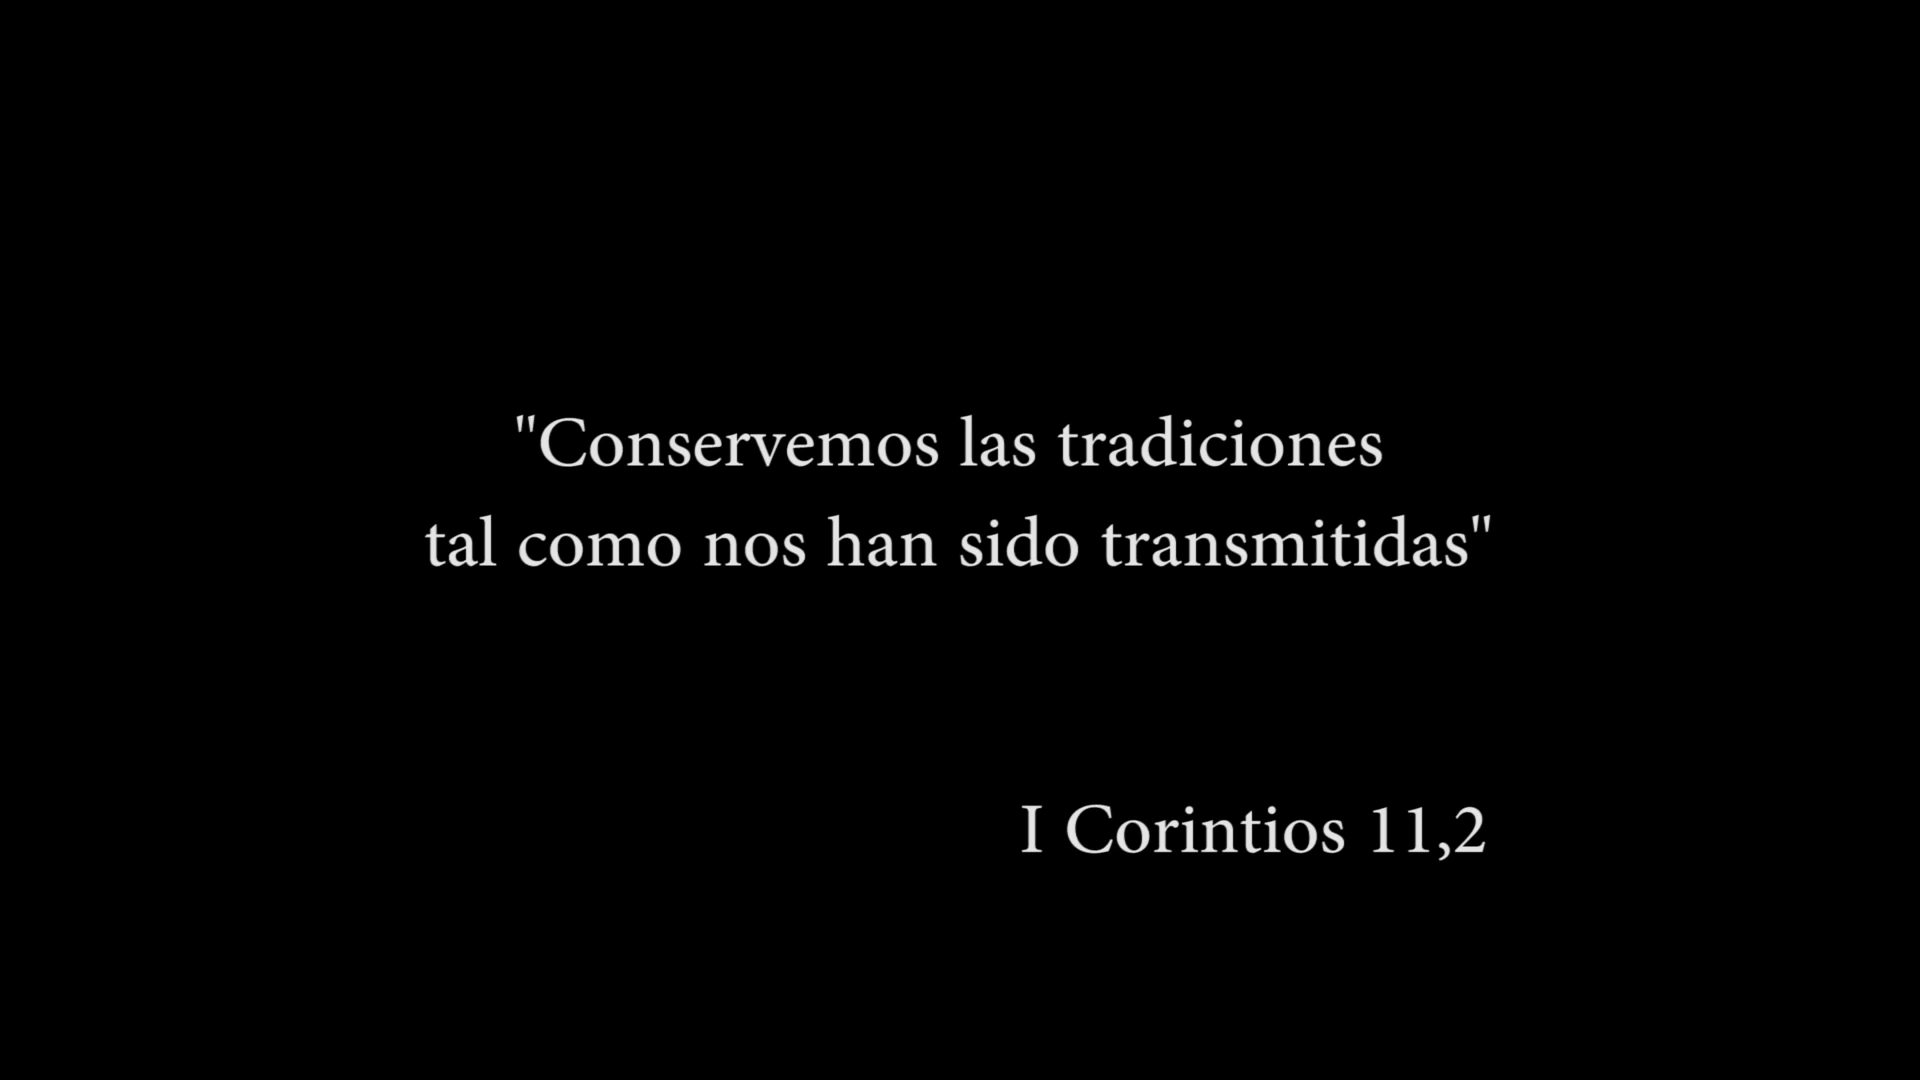 "Conservemos las tradiciones
tal como nos han sido transmitidas"
I Corintios 11,2